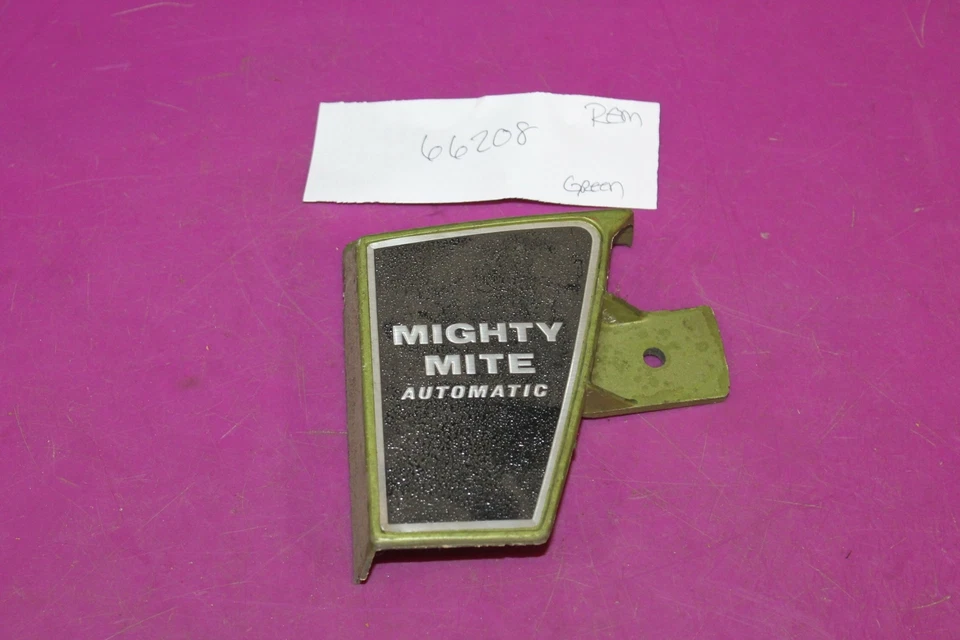 REM
66208
Green
MIGHTY
MITE
AUTOMATIC